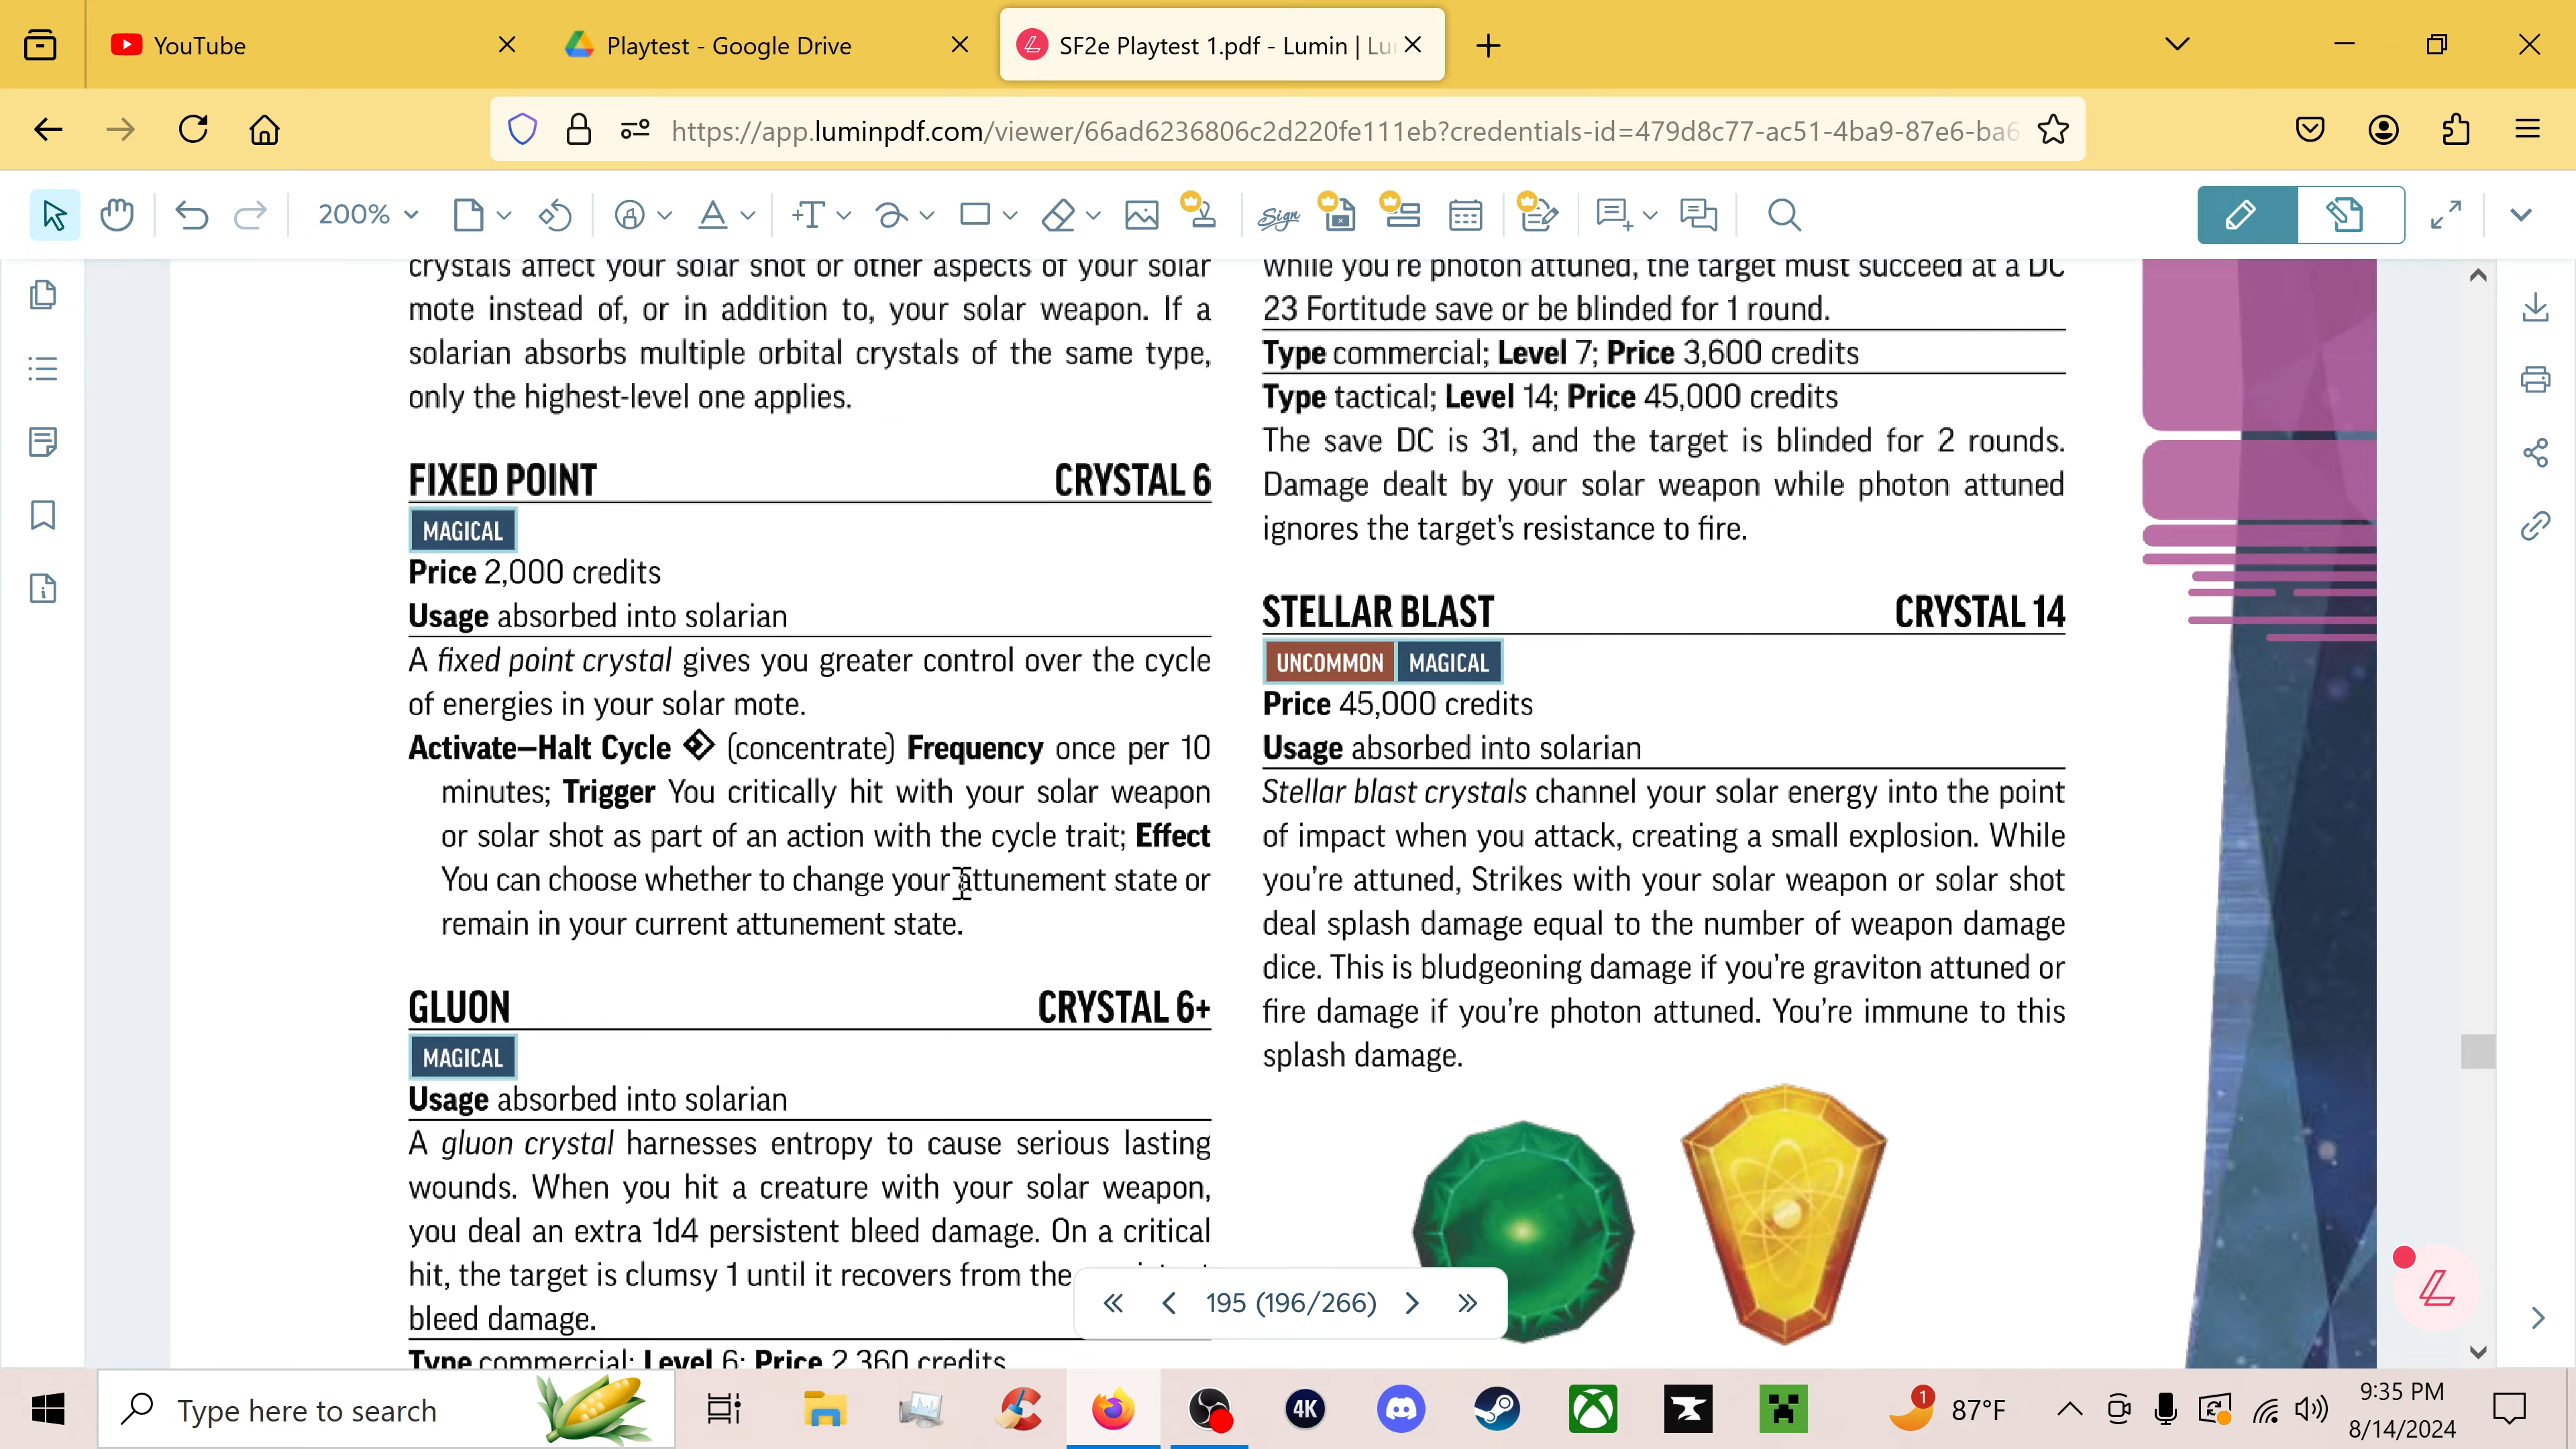 YouTube
Playtest - Google Drive
SF2e Playtest 1.pdf - Lumin | Lu
https://app.luminpdf.com/viewer/66ad6236806c2d220fe111eb?credentials-id=479d8c77-ac51-4ba9-87e6-ba6
200%
Sign
crystals affect your solar shot or other aspects of your solar
mote instead of, or in addition to, your solar weapon. If a
solarian absorbs multiple orbital crystals of the same type,
only the highest-level one applies.
FIXED POINT CRYSTAL 6
MAGICAL
Price 2,000 credits
Usage absorbed into solarian
A fixed point crystal gives you greater control over the cycle
of energies in your solar mote.
Activate—Halt Cycle (concentrate) Frequency once per 10
minutes; Trigger You critically hit with your solar weapon
or solar shot as part of an action with the cycle trait; Effect
You can choose whether to change your attunement state or
remain in your current attunement state.
GLUON CRYSTAL 6+
MAGICAL
Usage absorbed into solarian
A gluon crystal harnesses entropy to cause serious lasting
wounds. When you hit a creature with your solar weapon,
you deal an extra 1d4 persistent bleed damage. On a critical
hit, the target is clumsy 1 until it recovers from the
bleed damage.
Type commercial; Level 6; Price 2,360 credits
while you're photon attuned, the target must succeed at a DC
23 Fortitude save or be blinded for 1 round.
Type commercial; Level 7; Price 3,600 credits
Type tactical; Level 14; Price 45,000 credits
The save DC is 31, and the target is blinded for 2 rounds.
Damage dealt by your solar weapon while photon attuned
ignores the target's resistance to fire.
STELLAR BLAST CRYSTAL 14
UNCOMMON MAGICAL
Price 45,000 credits
Usage absorbed into solarian
Stellar blast crystals channel your solar energy into the point
of impact when you attack, creating a small explosion. While
you're attuned, Strikes with your solar weapon or solar shot
deal splash damage equal to the number of weapon damage
dice. This is bludgeoning damage if you're graviton attuned or
fire damage if you're photon attuned. You're immune to this
splash damage.
195 (196/266)
Type here to search
4K
1
87°F
9:35 PM
8/14/2024